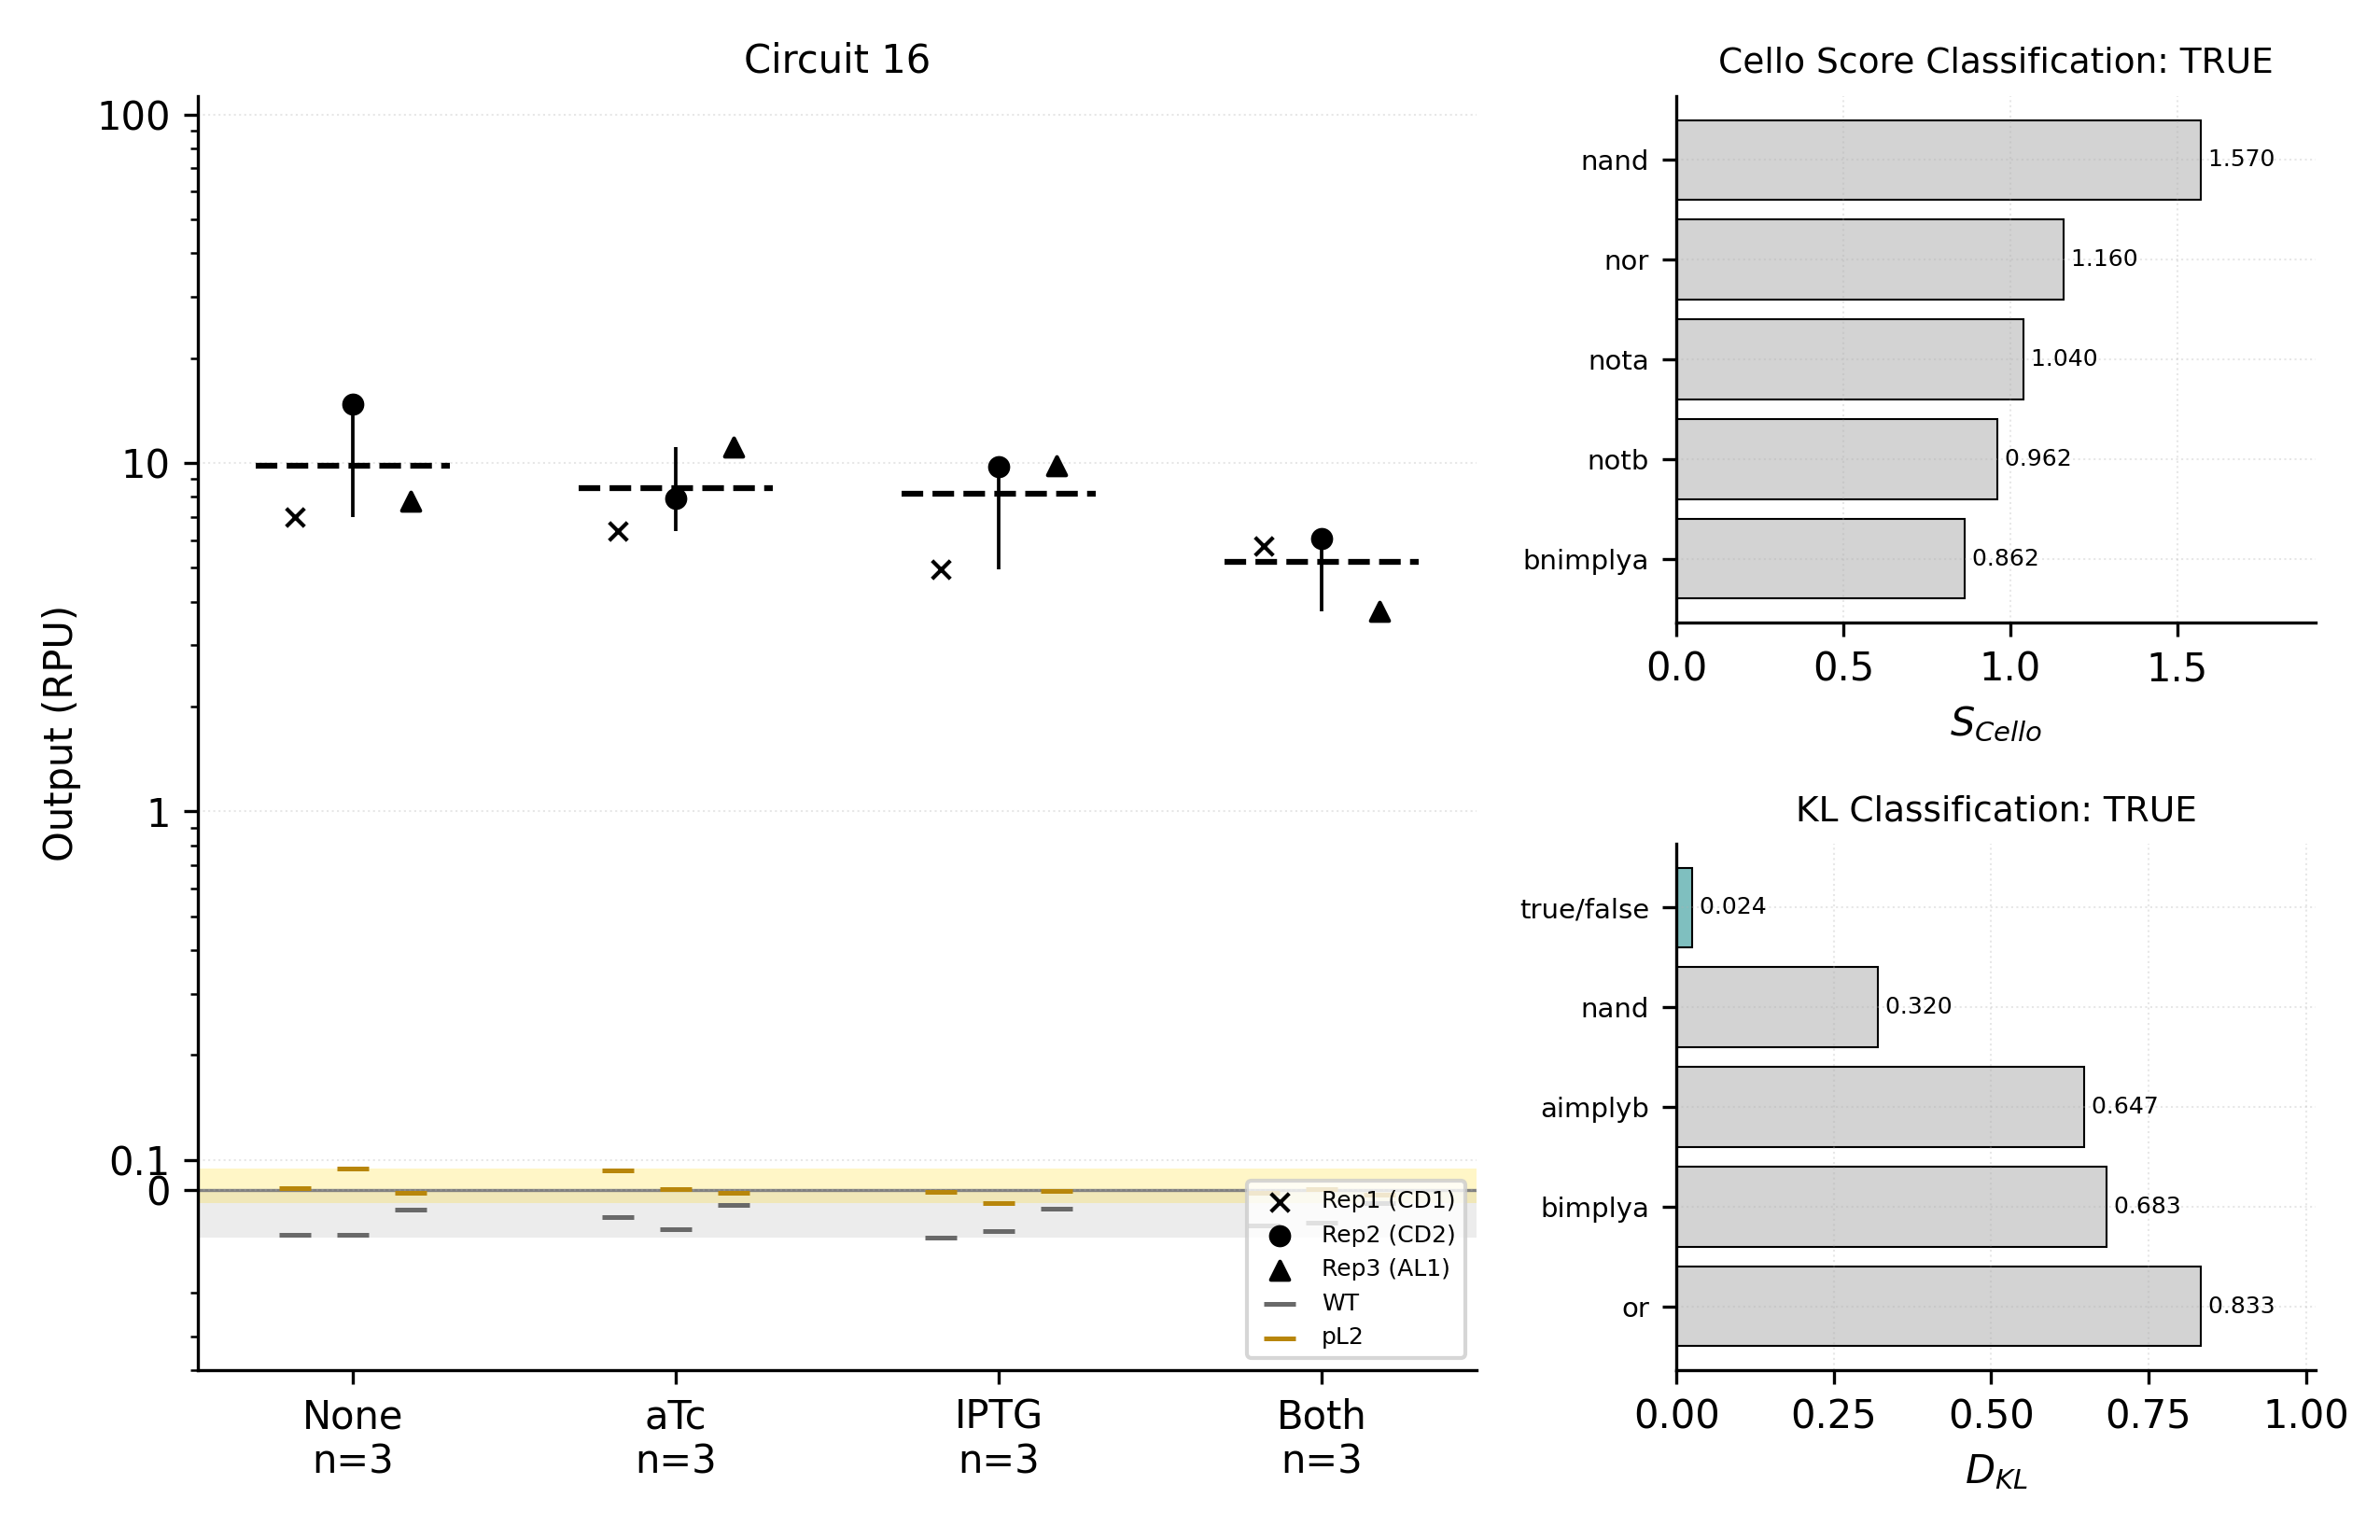 Circuit 16
Output (RPU)
100
10
1
0.1
0
None
n=3
aTc
n=3
IPTG
n=3
Both
n=3
Rep1 (CD1)
Rep2 (CD2)
Rep3 (AL1)
WT
pL2
Cello Score Classification: TRUE
nand
1.570
nor
1.160
nota
1.040
notb
0.962
bnimplya
0.862
0.0
0.5
1.0
1.5
S_Cello
KL Classification: TRUE
true/false
0.024
nand
0.320
aimplyb
0.647
bimplya
0.683
or
0.833
0.00
0.25
0.50
0.75
1.00
D_KL